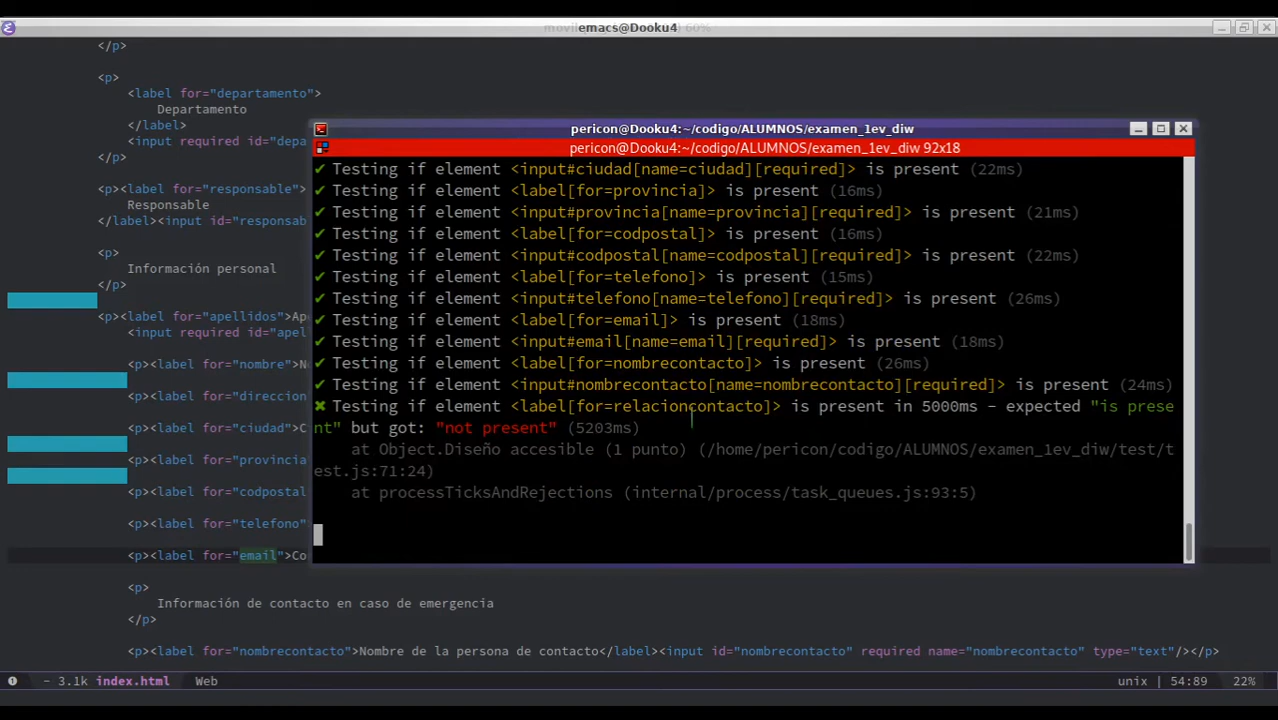 emacs@Dooku4
</p>
<p>
<label for="departamento">
Departamento
</label>
<input required id="depa
</p>
<p><label for="responsable">
Responsable
</label><input id="responsab
<p>
Información personal
</p>
<p><label for="apellidos">Ap
<input required id="apel
<p><label for="nombre">N
<p><label for="direccion
<p><label for="ciudad">C
<p><label for="provincia
<p><label for="codpostal
<p><label for="telefono"
<p><label for="email">Co
<p>
Información de contacto en caso de emergencia
</p>
<p><label for="nombrecontacto">Nombre de la persona de contacto</label><input id="nombrecontacto" required name="nombrecontacto" type="text"/></p>
- 3.1k index.html Web unix | 54:89 22%
pericon@Dooku4:~/codigo/ALUMNOS/examen_1ev_diw
pericon@Dooku4:~/codigo/ALUMNOS/examen_1ev_diw 92x18
✔ Testing if element <input#ciudad[name=ciudad][required]> is present (22ms)
✔ Testing if element <label[for=provincia]> is present (16ms)
✔ Testing if element <input#provincia[name=provincia][required]> is present (21ms)
✔ Testing if element <label[for=codpostal]> is present (16ms)
✔ Testing if element <input#codpostal[name=codpostal][required]> is present (22ms)
✔ Testing if element <label[for=telefono]> is present (15ms)
✔ Testing if element <input#telefono[name=telefono][required]> is present (26ms)
✔ Testing if element <label[for=email]> is present (18ms)
✔ Testing if element <input#email[name=email][required]> is present (18ms)
✔ Testing if element <label[for=nombrecontacto]> is present (26ms)
✔ Testing if element <input#nombrecontacto[name=nombrecontacto][required]> is present (24ms)
✖ Testing if element <label[for=relacioncontacto]> is present in 5000ms - expected "is prese
nt" but got: "not present" (5203ms)
at Object.Diseño accesible (1 punto) (/home/pericon/codigo/ALUMNOS/examen_1ev_diw/test/t
est.js:71:24)
at processTicksAndRejections (internal/process/task_queues.js:93:5)